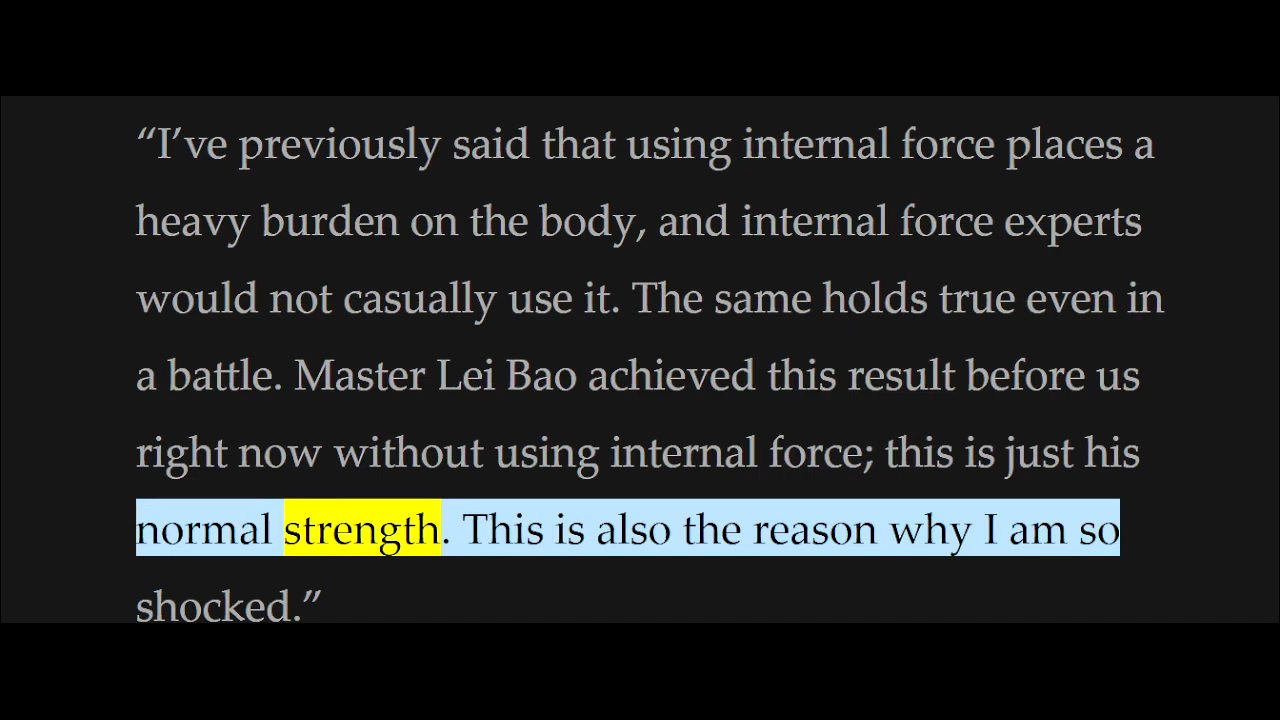 “I’ve previously said that using internal force places a
heavy burden on the body, and internal force experts
would not casually use it. The same holds true even in
a battle. Master Lei Bao achieved this result before us
right now without using internal force; this is just his
normal strength. This is also the reason why I am so
shocked.”